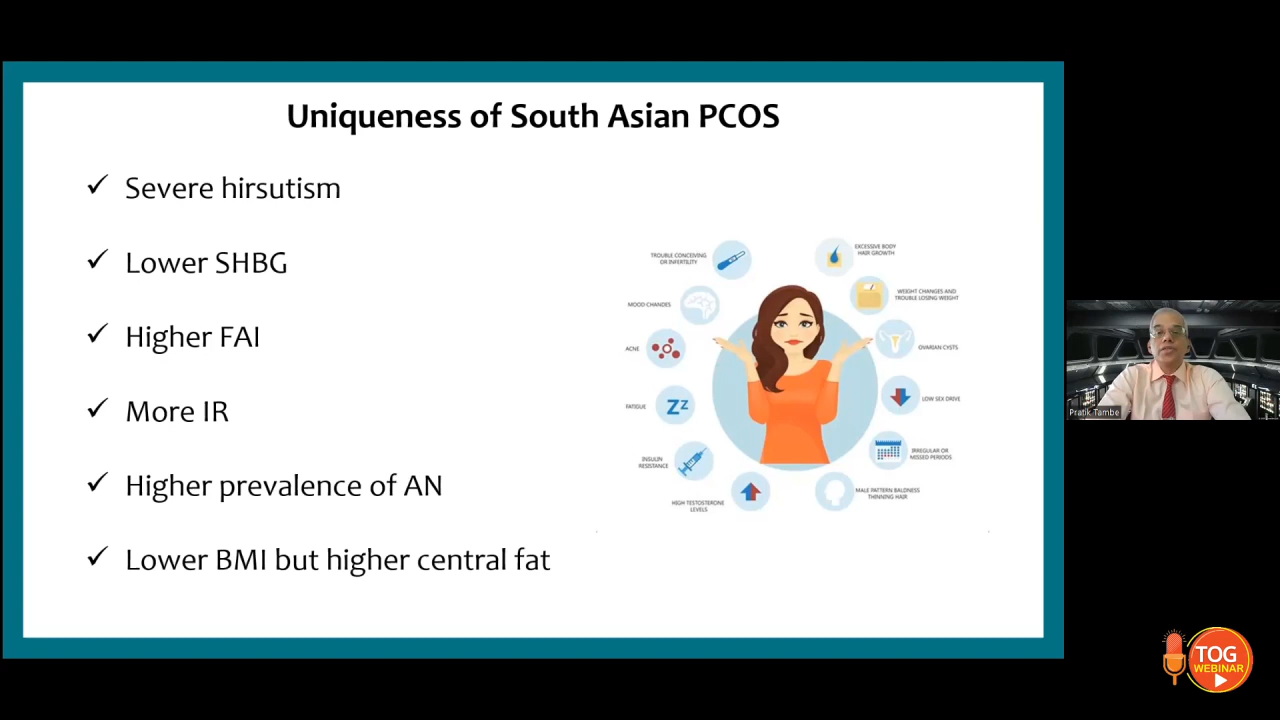 Uniqueness of South Asian PCOS
✓ Severe hirsutism
✓ Lower SHBG
✓ Higher FAI
✓ More IR
✓ Higher prevalence of AN
✓ Lower BMI but higher central fat
TROUBLE CONCEIVING
OR INFERTILITY
MOOD CHANGES
ACNE
FATIGUE
ZZ
INSULIN
RESISTANCE
HIGH TESTOSTERONE
LEVELS
EXCESSIVE BODY
HAIR GROWTH
WEIGHT CHANGES AND
TROUBLE LOSING WEIGHT
OVARIAN CYSTS
LOW SEX DRIVE
IRREGULAR OR
MISSED PERIODS
MALE PATTERN BALDNESS
THINNING HAIR
Pratik Tambe
TOG
WEBINAR